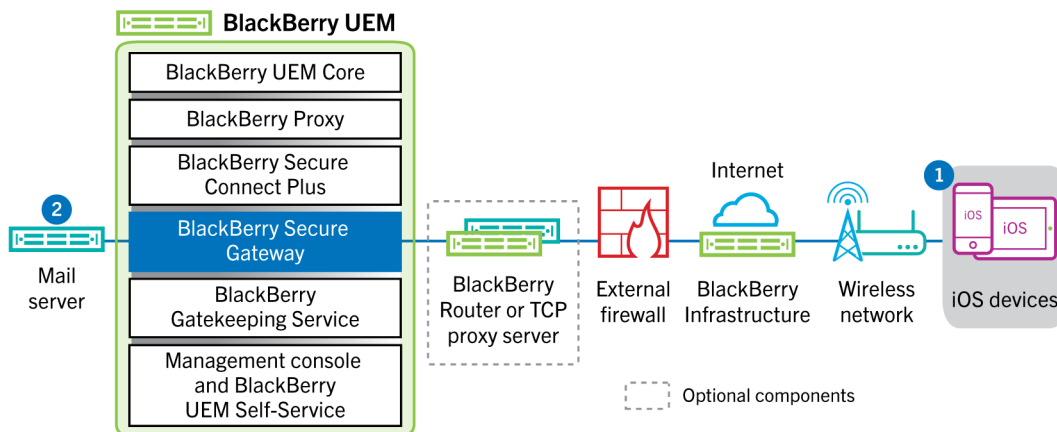 BlackBerry UEM
BlackBerry UEM Core
BlackBerry Proxy
BlackBerry Secure
Connect Plus
BlackBerry Secure
Gateway
BlackBerry
Gatekeeping Service
Management console
and BlackBerry
UEM Self-Service
2
Mail
server
BlackBerry
Router or TCP
proxy server
External
firewall
Internet
BlackBerry
Infrastructure
Wireless
network
1
iOS
iOS
iOS devices
Optional components